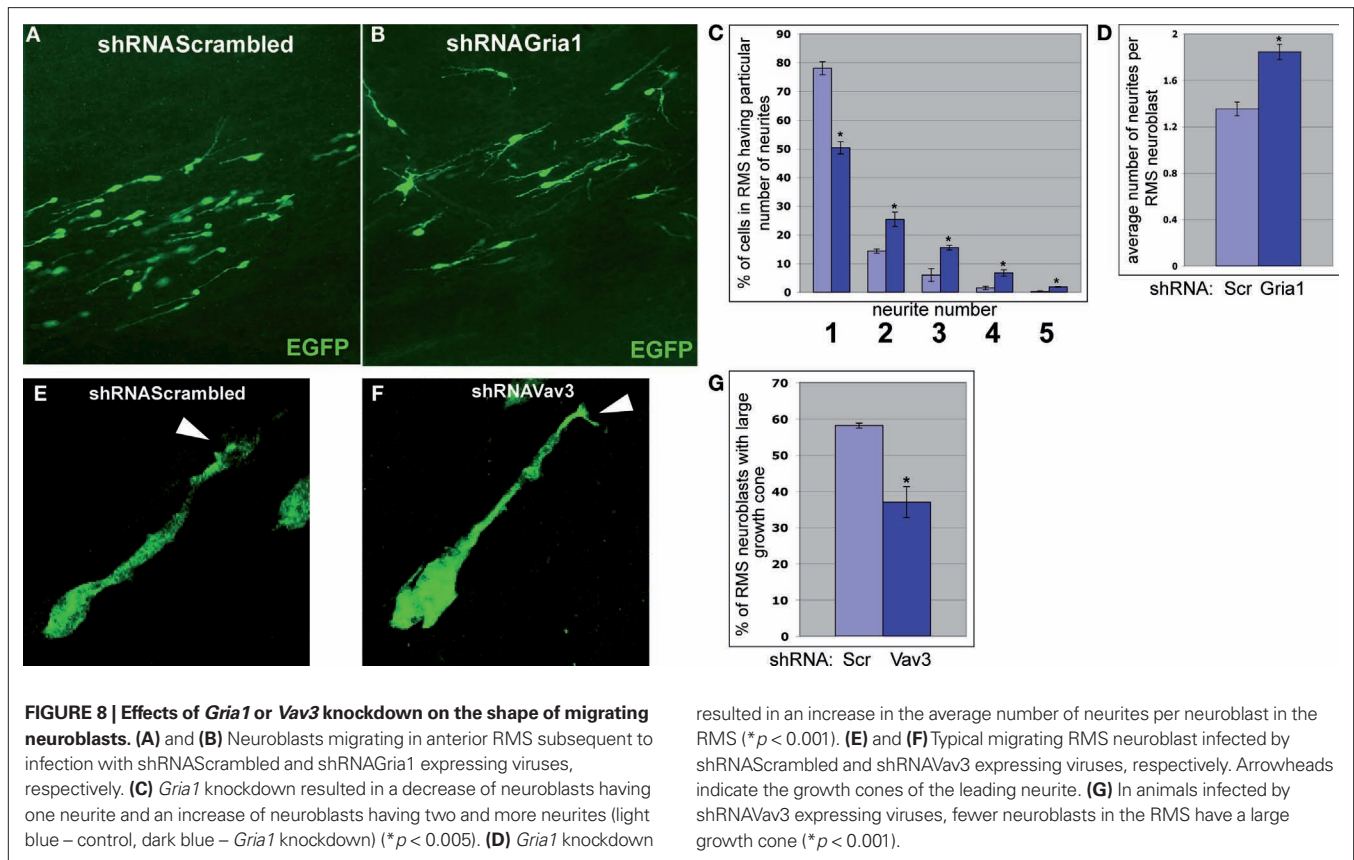 A
shRNAScrambled
EGFP
B
shRNAGria1
EGFP
C
% of cells in RMS having particular
number of neurites
90
80
70
60
50
40
30
20
10
0
*
*
*
*
*
neurite number
1 2 3 4 5
D
average number of neurites per
RMS neuroblast
2
1.6
1.2
0.8
0.4
0
*
shRNA: Scr Gria1
E
shRNAScrambled
F
shRNAVav3
G
% of RMS neuroblasts with large
growth cone
70
60
50
40
30
20
10
0
*
shRNA: Scr Vav3
FIGURE 8 | Effects of Gria1 or Vav3 knockdown on the shape of migrating
neuroblasts. (A) and (B) Neuroblasts migrating in anterior RMS subsequent to
infection with shRNAScrambled and shRNAGria1 expressing viruses,
respectively. (C) Gria1 knockdown resulted in a decrease of neuroblasts having
one neurite and an increase of neuroblasts having two and more neurites (light
blue – control, dark blue – Gria1 knockdown) (*p < 0.005). (D) Gria1 knockdown
resulted in an increase in the average number of neurites per neuroblast in the
RMS (*p < 0.001). (E) and (F) Typical migrating RMS neuroblast infected by
shRNAScrambled and shRNAVav3 expressing viruses, respectively. Arrowheads
indicate the growth cones of the leading neurite. (G) In animals infected by
shRNAVav3 expressing viruses, fewer neuroblasts in the RMS have a large
growth cone (*p < 0.001).